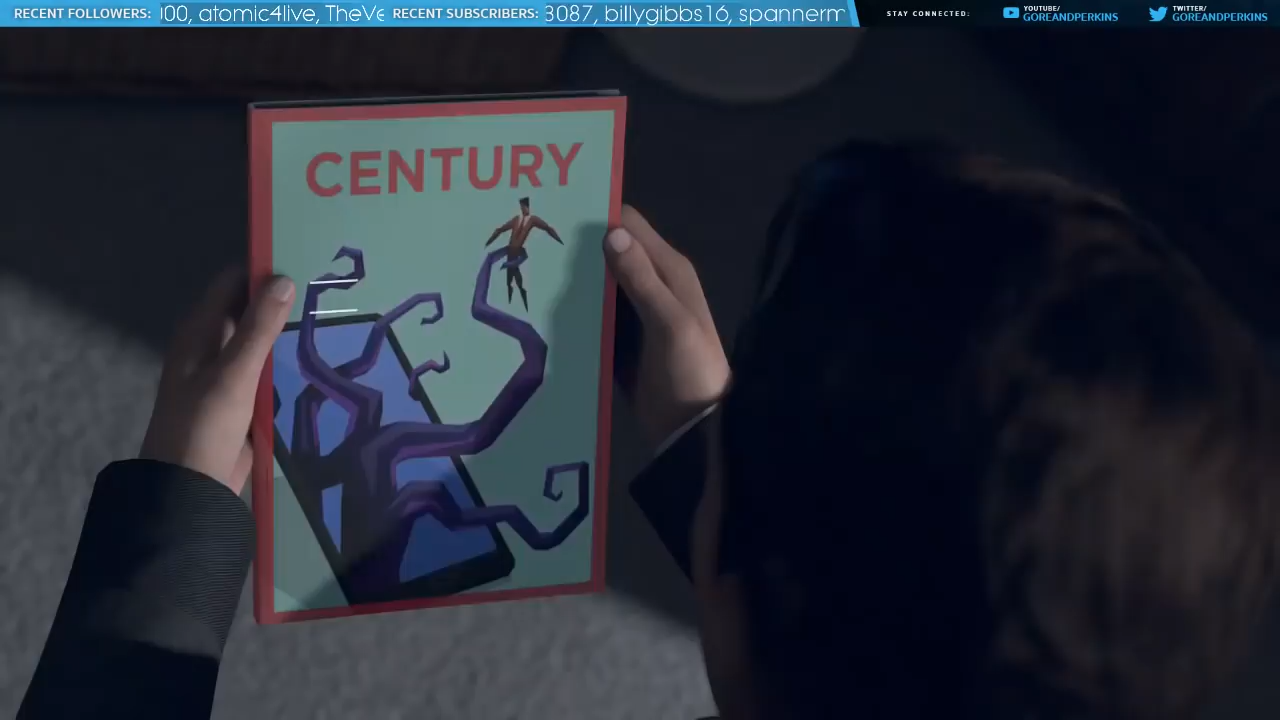 RECENT FOLLOWERS: 00, atomic4live, TheVe RECENT SUBSCRIBERS: 3087, billygibbs16, spannerm
STAY CONNECTED:
YOUTUBE/
GOREANDPERKINS
TWITTER/
GOREANDPERKINS
CENTURY